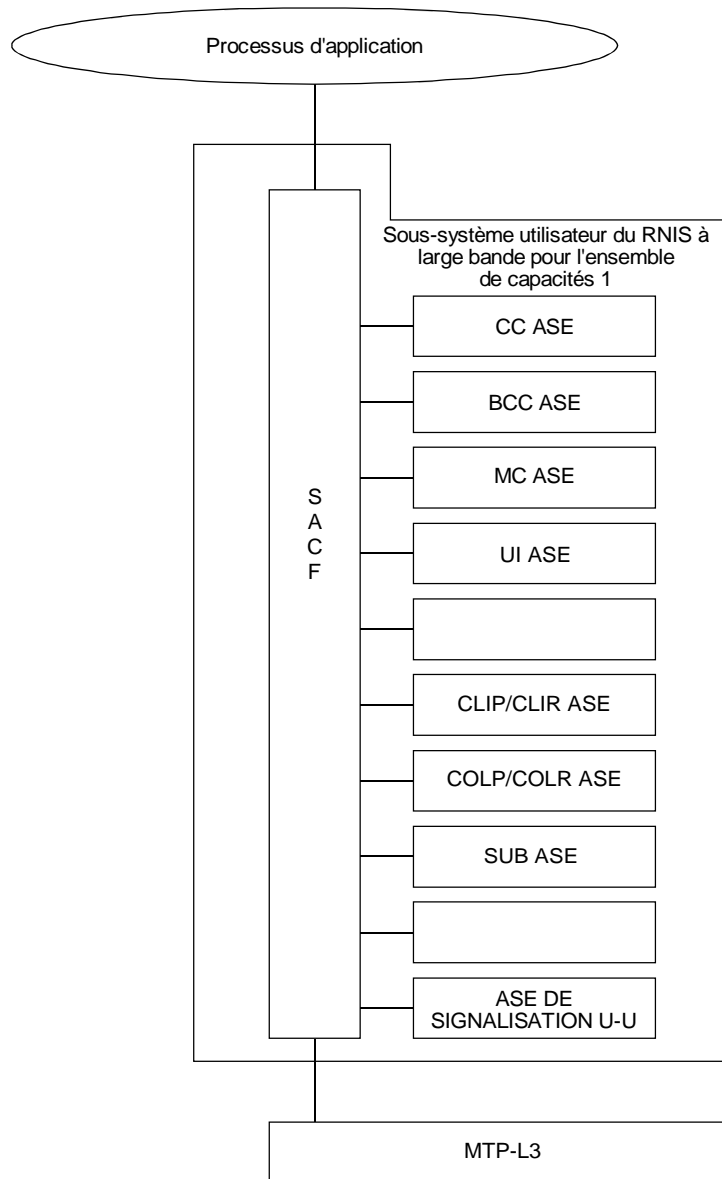 Processus d'application
Sous-système utilisateur du RNIS à
large bande pour l'ensemble
de capacités 1
CC ASE
BCC ASE
MC ASE
S
A
C
F
UI ASE
CLIP/CLIR ASE
COLP/COLR ASE
SUB ASE
ASE DE
SIGNALISATION U-U
MTP-L3